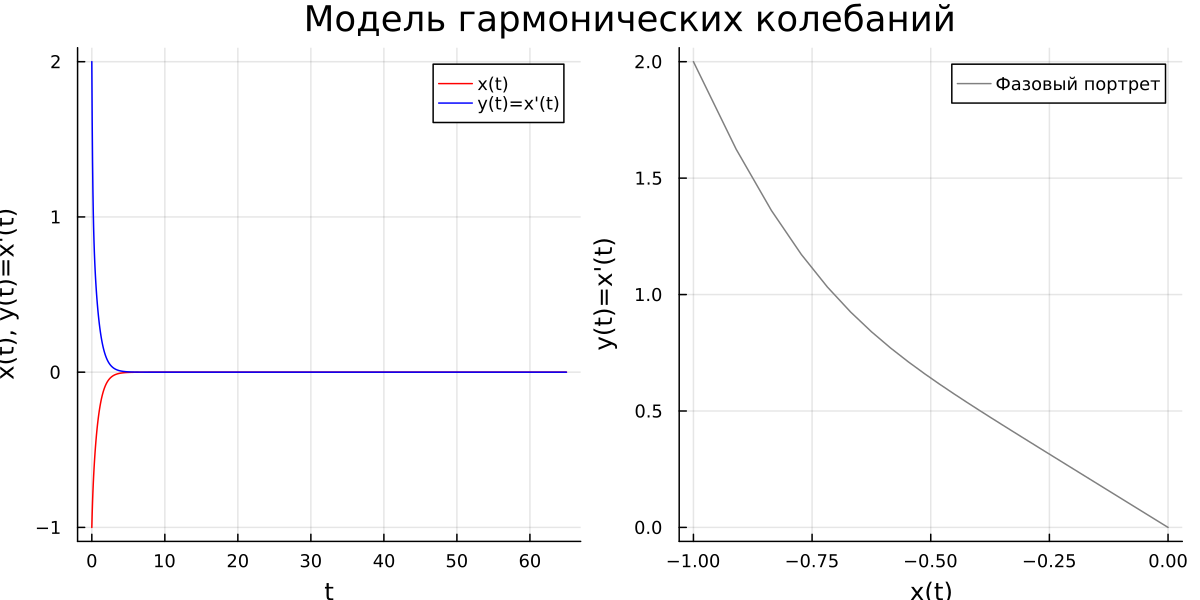 Модель гармонических колебаний
x(t), y(t)=x'(t)
2
1
0
−1
0 10 20 30 40 50 60
t
x(t)
y(t)=x'(t)
y(t)=x'(t)
2.0
1.5
1.0
0.5
0.0
−1.00 −0.75 −0.50 −0.25 0.00
x(t)
Фазовый портрет